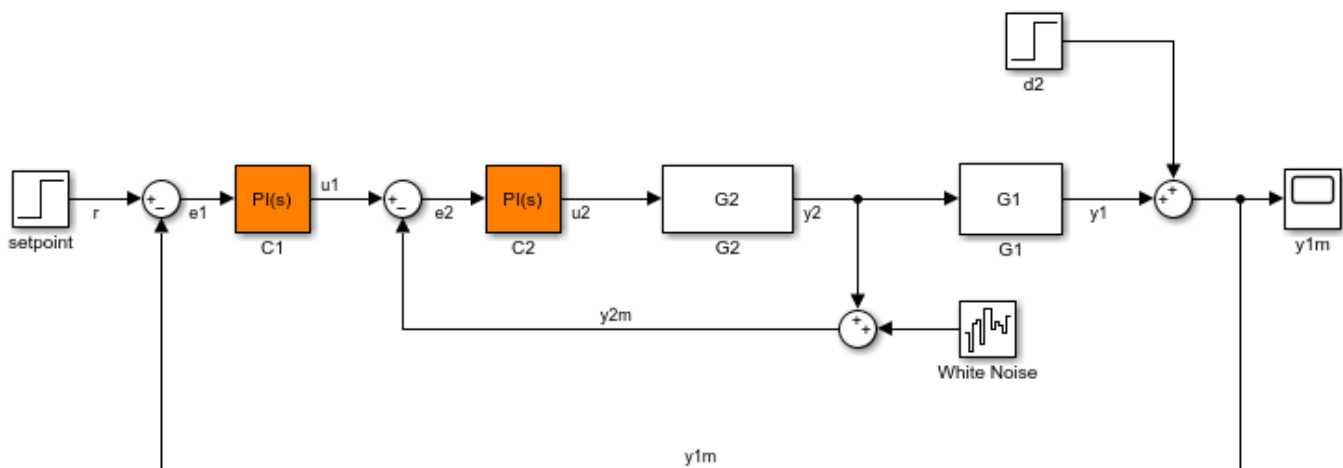 d2
PI(s)
u1
PI(s)
G2
G1
r
e1
e2
u2
y2
y1
setpoint
C1
C2
G2
G1
y1m
y2m
White Noise
y1m